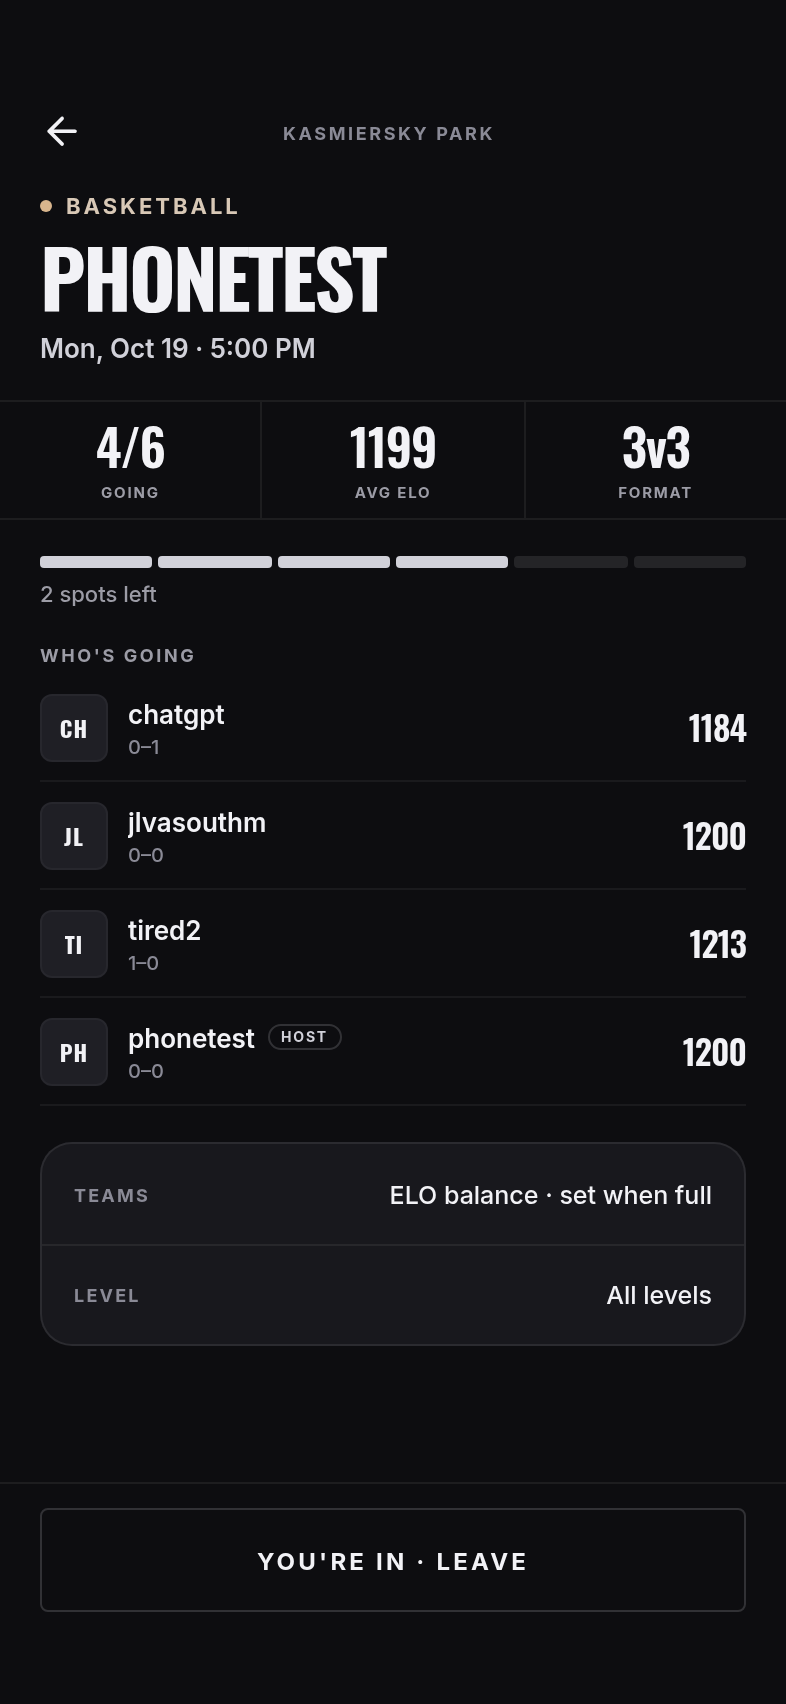 KASMIERSKY PARK
BASKETBALL
PHONETEST
Mon, Oct 19 · 5:00 PM
4/6 1199 3v3
GOING AVG ELO FORMAT
2 spots left
WHO'S GOING
CH chatgpt 1184
0–1
JL jlvasouthm 1200
0–0
TI tired2 1213
1–0
PH phonetest HOST 1200
0–0
TEAMS ELO balance · set when full
LEVEL All levels
YOU'RE IN · LEAVE